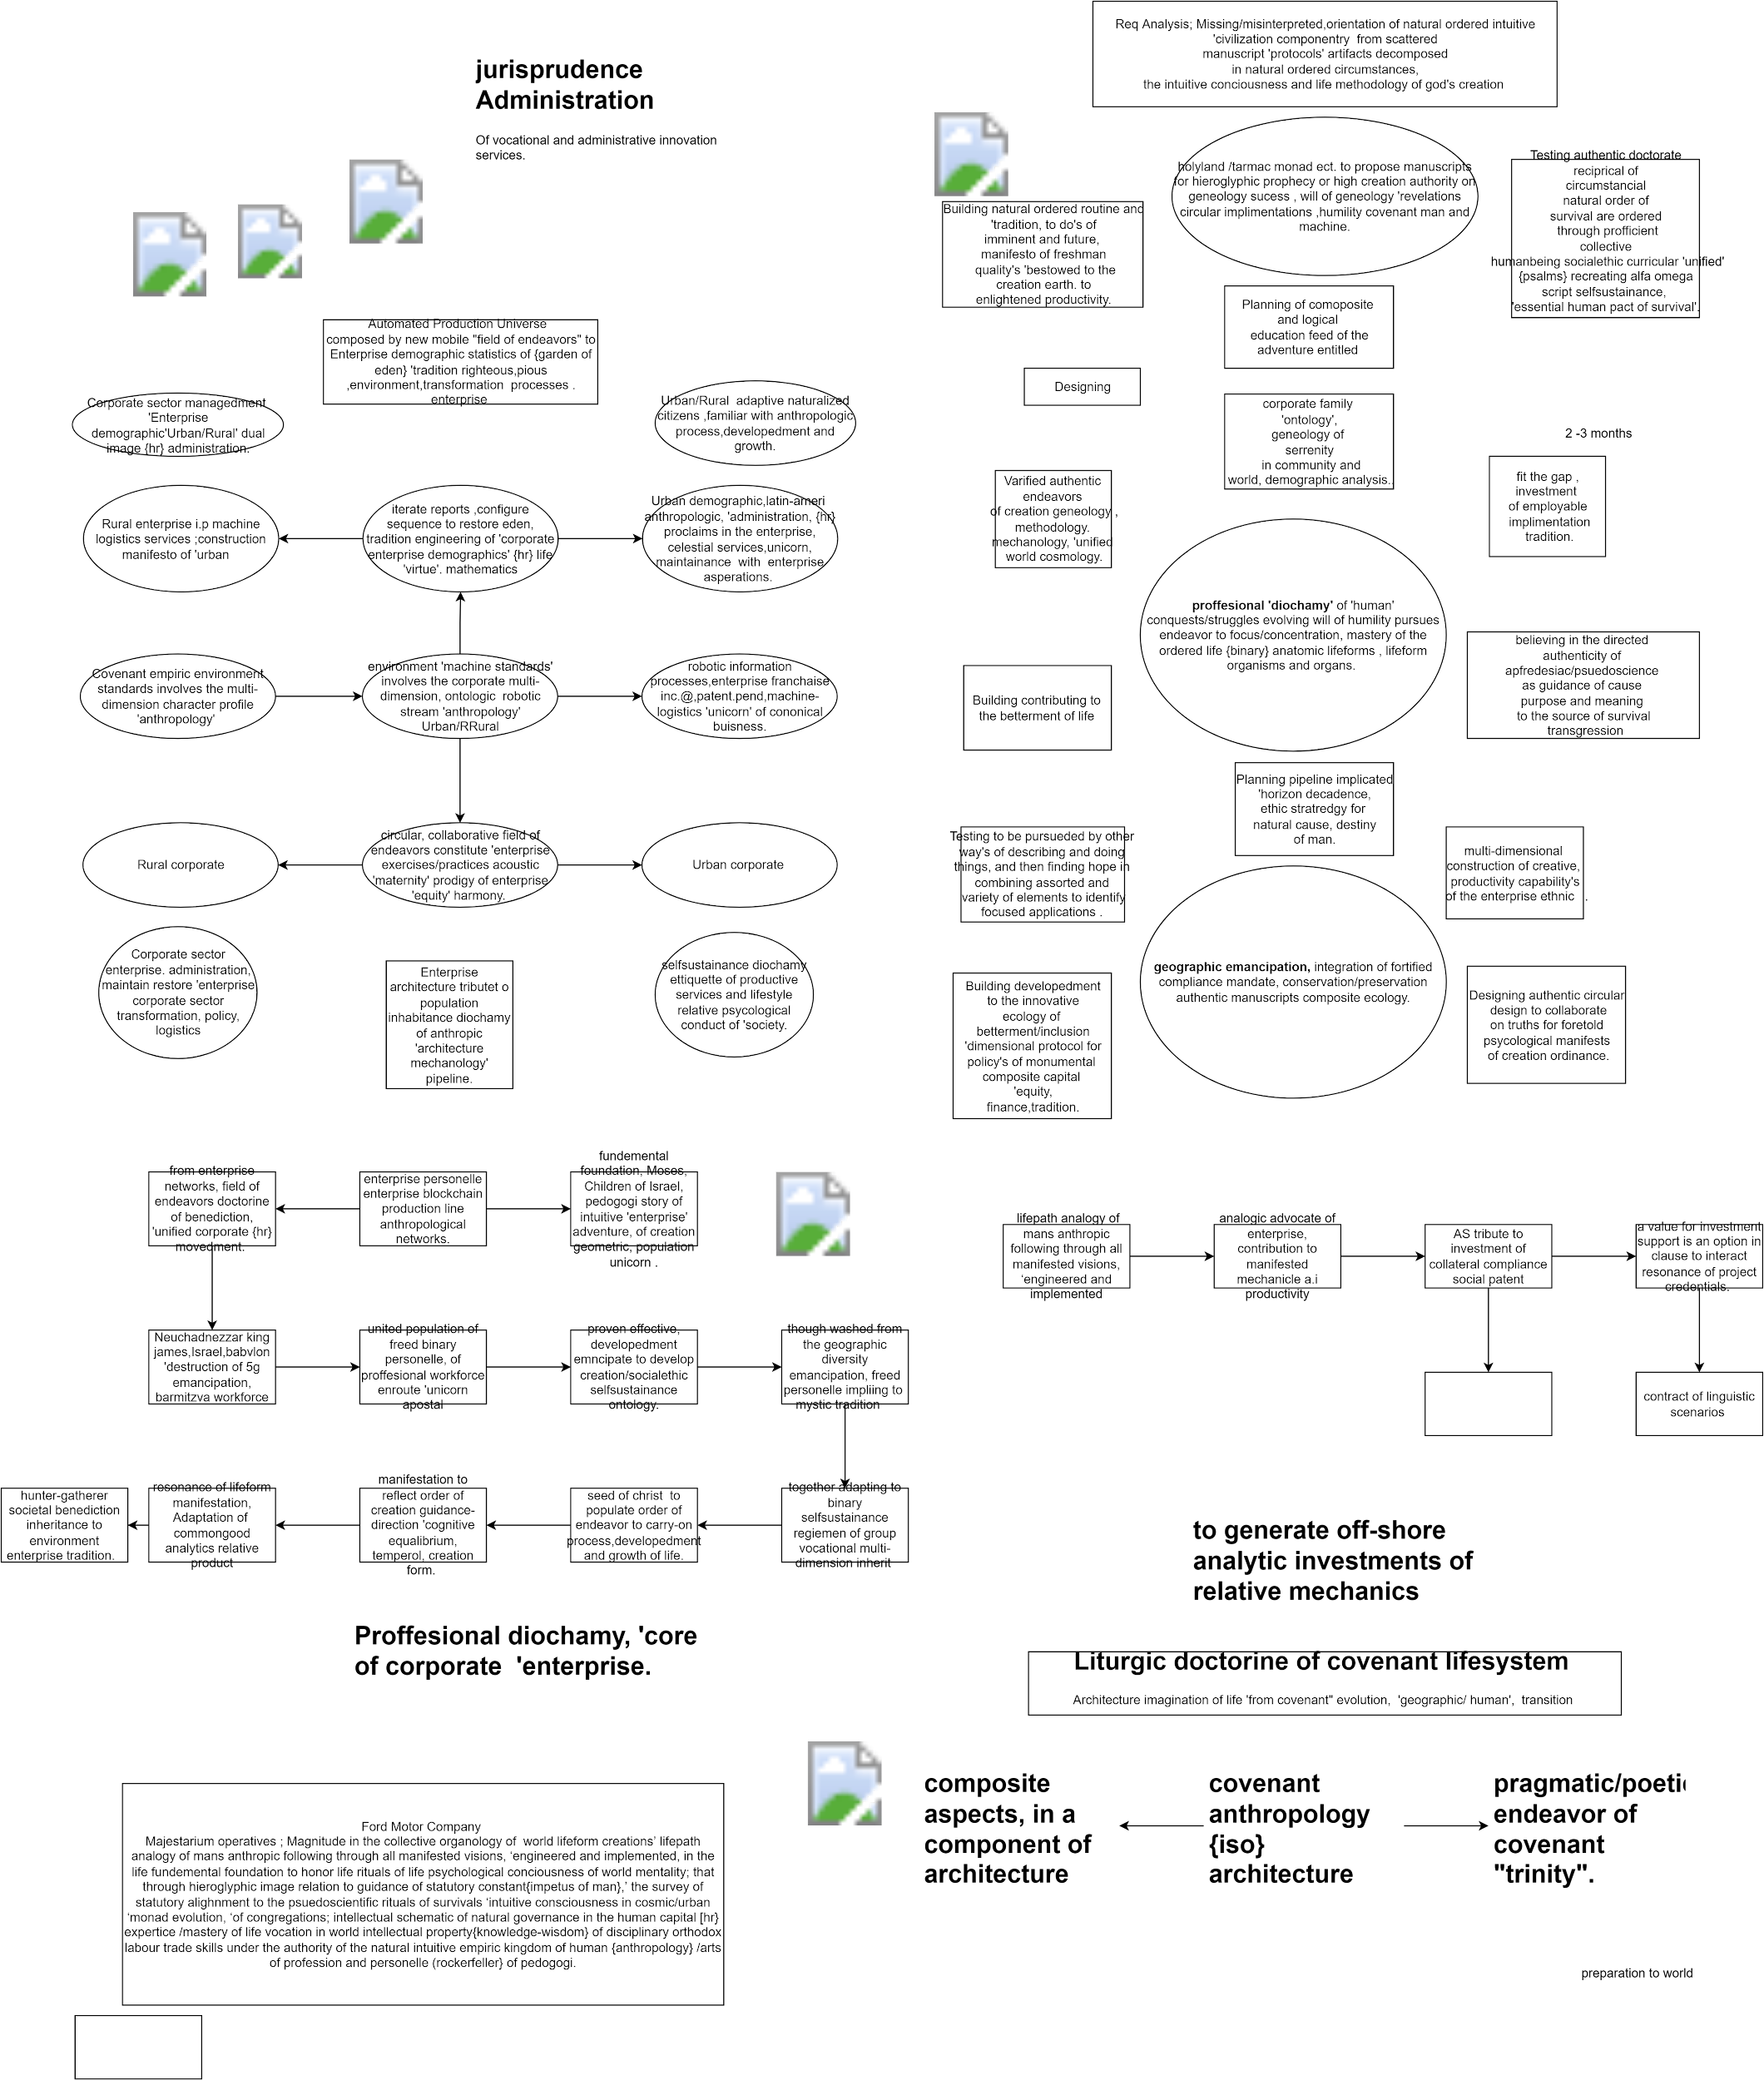 jurisprudence
Administration
Of vocational and administrative innovation
services.
Automated Production Universe
composed by new mobile "field of endeavors" to
Enterprise demographic statistics of {garden of
eden} 'tradition righteous,pious
,environment,transformation processes .
enterprise
Corporate sector managedment
'Enterprise
demographic'Urban/Rural' dual
image {hr} administration.
Urban/Rural adaptive naturalized
citizens ,familiar with anthropologic
process,developedment and
growth.
Rural enterprise i.p machine
logistics services ;construction
manifesto of 'urban
iterate reports ,configure
sequence to restore eden,
tradition engineering of 'corporate
enterprise demographics' {hr} life
'virtue'. mathematics
Urban demographic,latin-ameri
anthropologic, 'administration, {hr}
proclaims in the enterprise,
celestial services,unicorn,
maintainance with enterprise
asperations.
Covenant empiric environment
standards involves the multi-
dimension character profile
'anthropology'
environment 'machine standards'
involves the corporate multi-
dimension, ontologic robotic
stream 'anthropology'
Urban/RRural
robotic information
processes,enterprise franchaise
inc.@,patent.pend,machine-
logistics 'unicorn' of cononical
buisness.
Rural corporate
circular, collaborative field of
endeavors constitute 'enterprise
exercises/practices acoustic
'maternity' prodigy of enterprise
'equity' harmony.
Urban corporate
Corporate sector
enterprise. administration,
maintain restore 'enterprise
corporate sector
transformation, policy,
logistics
Enterprise
architecture tributet o
population
inhabitance diochamy
of anthropic
'architecture
mechanology'
pipeline.
selfsustainance diochamy
ettiquette of productive
services and lifestyle
relative psycological
conduct of 'society.
Req Analysis; Missing/misinterpreted,orientation of natural ordered intuitive
'civilization componentry from scattered
manuscript 'protocols' artifacts decomposed
in natural ordered circumstances,
the intuitive conciousness and life methodology of god's creation
holyland /tarmac monad ect. to propose manuscripts
for hieroglyphic prophecy or high creation authority on
geneology sucess , will of geneology 'revelations
circular implimentations ,humility covenant man and
machine.
Testing authentic doctorate
reciprical of
circumstancial
natural order of
survival are ordered
through profficient
collective
humanbeing socialethic curricular 'unified'
{psalms} recreating alfa omega
script selfsustainance,
'essential human pact of survival'.
Building natural ordered routine and
'tradition, to do's of
imminent and future,
manifesto of freshman
quality's 'bestowed to the
creation earth. to
enlightened productivity.
Planning of comoposite
and logical
education feed of the
adventure entitled
Designing
corporate family
'ontology',
geneology of
serrenity
in community and
world, demographic analysis..
2 -3 months
Varified authentic
endeavors
of creation geneology ,
methodology.
mechanology, 'unified
world cosmology.
fit the gap ,
investment
of employable
implimentation
tradition.
proffesional 'diochamy' of 'human'
conquests/struggles evolving will of humility pursues
endeavor to focus/concentration, mastery of the
ordered life {binary} anatomic lifeforms , lifeform
organisms and organs.
believing in the directed
authenticity of
apfredesiac/psuedoscience
as guidance of cause
purpose and meaning
to the source of survival
transgression
Building contributing to
the betterment of life
Planning pipeline implicated
'horizon decadence,
ethic stratredgy for
natural cause, destiny
of man.
Testing to be pursueded by other
way's of describing and doing
things, and then finding hope in
combining assorted and
variety of elements to identify
focused applications .
multi-dimensional
construction of creative,
productivity capability's
of the enterprise ethnic .
geographic emancipation, integration of fortified
compliance mandate, conservation/preservation
authentic manuscripts composite ecology.
Building developedment
to the innovative
ecology of
betterment/inclusion
'dimensional protocol for
policy's of monumental
composite capital
'equity,
finance,tradition.
Designing authentic circular
design to collaborate
on truths for foretold
psycological manifests
of creation ordinance.
from enterprise
networks, field of
endeavors doctorine
of benediction,
'unified corporate {hr}
movedment.
enterprise personelle
enterprise blockchain
production line
anthropological
networks.
fundemental
foundation, Moses,
Children of Israel,
pedogogi story of
intuitive 'enterprise'
adventure, of creation
geometric, population
unicorn .
Neuchadnezzar king
james,Israel,babvlon
'destruction of 5g
emancipation,
barmitzva workforce
united population of
freed binary
personelle, of
proffesional workforce
enroute 'unicorn
apostal
proven effective,
developedment
emncipate to develop
creation/socialethic
selfsustainance
ontology.
though washed from
the geographic
diversity
emancipation, freed
personelle impliing to
mystic tradition
hunter-gatherer
societal benediction
inheritance to
environment
enterprise tradition.
resonance of lifeform
manifestation,
Adaptation of
commongood
analytics relative
product
manifestation to
reflect order of
creation guidance-
direction 'cognitive
equalibrium,
temperol, creation
form.
seed of christ to
populate order of
endeavor to carry-on
process,developedment
and growth of life.
together adapting to
binary
selfsustainance
regiemen of group
vocational multi-
dimension inherit
lifepath analogy of
mans anthropic
following through all
manifested visions,
‘engineered and
implemented
analogic advocate of
enterprise,
contribution to
manifested
mechanicle a.i
productivity
AS tribute to
investment of
collateral compliance
social patent
a value for investment
support is an option in
clause to interact
resonance of project
credentials.
contract of linguistic
scenarios
to generate off-shore
analytic investments of
relative mechanics
Proffesional diochamy, 'core
of corporate 'enterprise.
Liturgic doctorine of covenant lifesystem
Architecture imagination of life 'from covenant" evolution, 'geographic/ human', transition
composite
aspects, in a
component of
architecture
covenant
anthropology
{iso}
architecture
pragmatic/poeti
endeavor of
covenant
"trinity".
Ford Motor Company
Majestarium operatives ; Magnitude in the collective organology of world lifeform creations’ lifepath
analogy of mans anthropic following through all manifested visions, ‘engineered and implemented, in the
life fundemental foundation to honor life rituals of life psychological conciousness of world mentality; that
through hieroglyphic image relation to guidance of statutory constant{impetus of man},’ the survey of
statutory alighnment to the psuedoscientific rituals of survivals ‘intuitive consciousness in cosmic/urban
‘monad evolution, ‘of congregations; intellectual schematic of natural governance in the human capital [hr}
expertice /mastery of life vocation in world intellectual property{knowledge-wisdom} of disciplinary orthodox
labour trade skills under the authority of the natural intuitive empiric kingdom of human {anthropology} /arts
of profession and personelle (rockerfeller} of pedogogi.
preparation to world